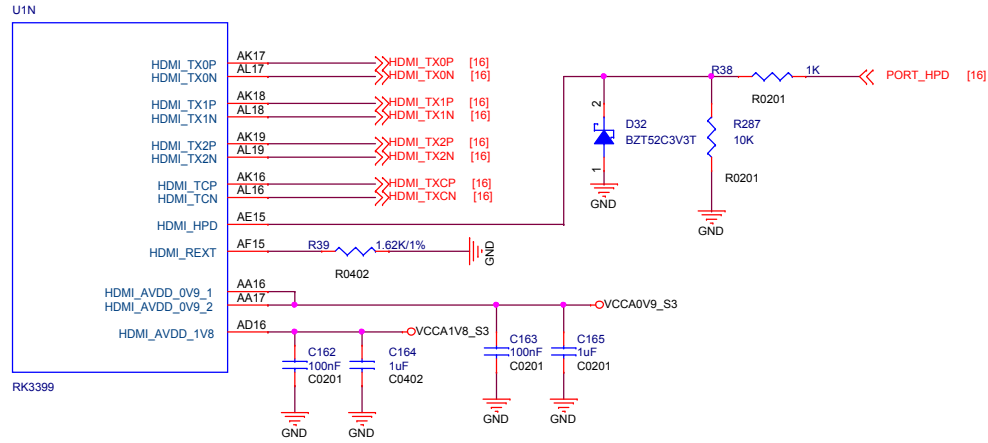 U1N
HDMI_TX0P AK17 HDMI_TX0P [16]
HDMI_TX0N AL17 HDMI_TX0N [16]
R38 1K PORT_HPD [16]
R0201
HDMI_TX1P AK18 HDMI_TX1P [16]
HDMI_TX1N AL18 HDMI_TX1N [16]
2 D32 R287
BZT52C3V3T 10K
HDMI_TX2P AK19 HDMI_TX2P [16]
HDMI_TX2N AL19 HDMI_TX2N [16]
1 R0201
HDMI_TCP AK16 HDMI_TXCP [16]
HDMI_TCN AL16 HDMI_TXCN [16]
GND
HDMI_HPD AE15
GND
HDMI_REXT AF15 R39 1.62K/1% GND
R0402
HDMI_AVDD_0V9_1 AA16
HDMI_AVDD_0V9_2 AA17 VCCA0V9_S3
HDMI_AVDD_1V8 AD16 VCCA1V8_S3
C162 C164 C163 C165
100nF 1uF 100nF 1uF
C0201 C0402 C0201 C0201
RK3399
GND GND GND GND